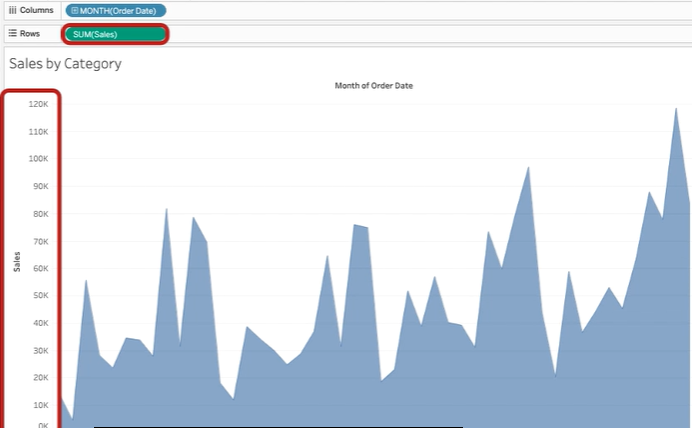 Columns
MONTH(Order Date)
Rows
SUM(Sales)
Sales by Category
Month of Order Date
120K
110K
100K
90K
80K
70K
60K
50K
40K
30K
20K
10K
0K
Sales